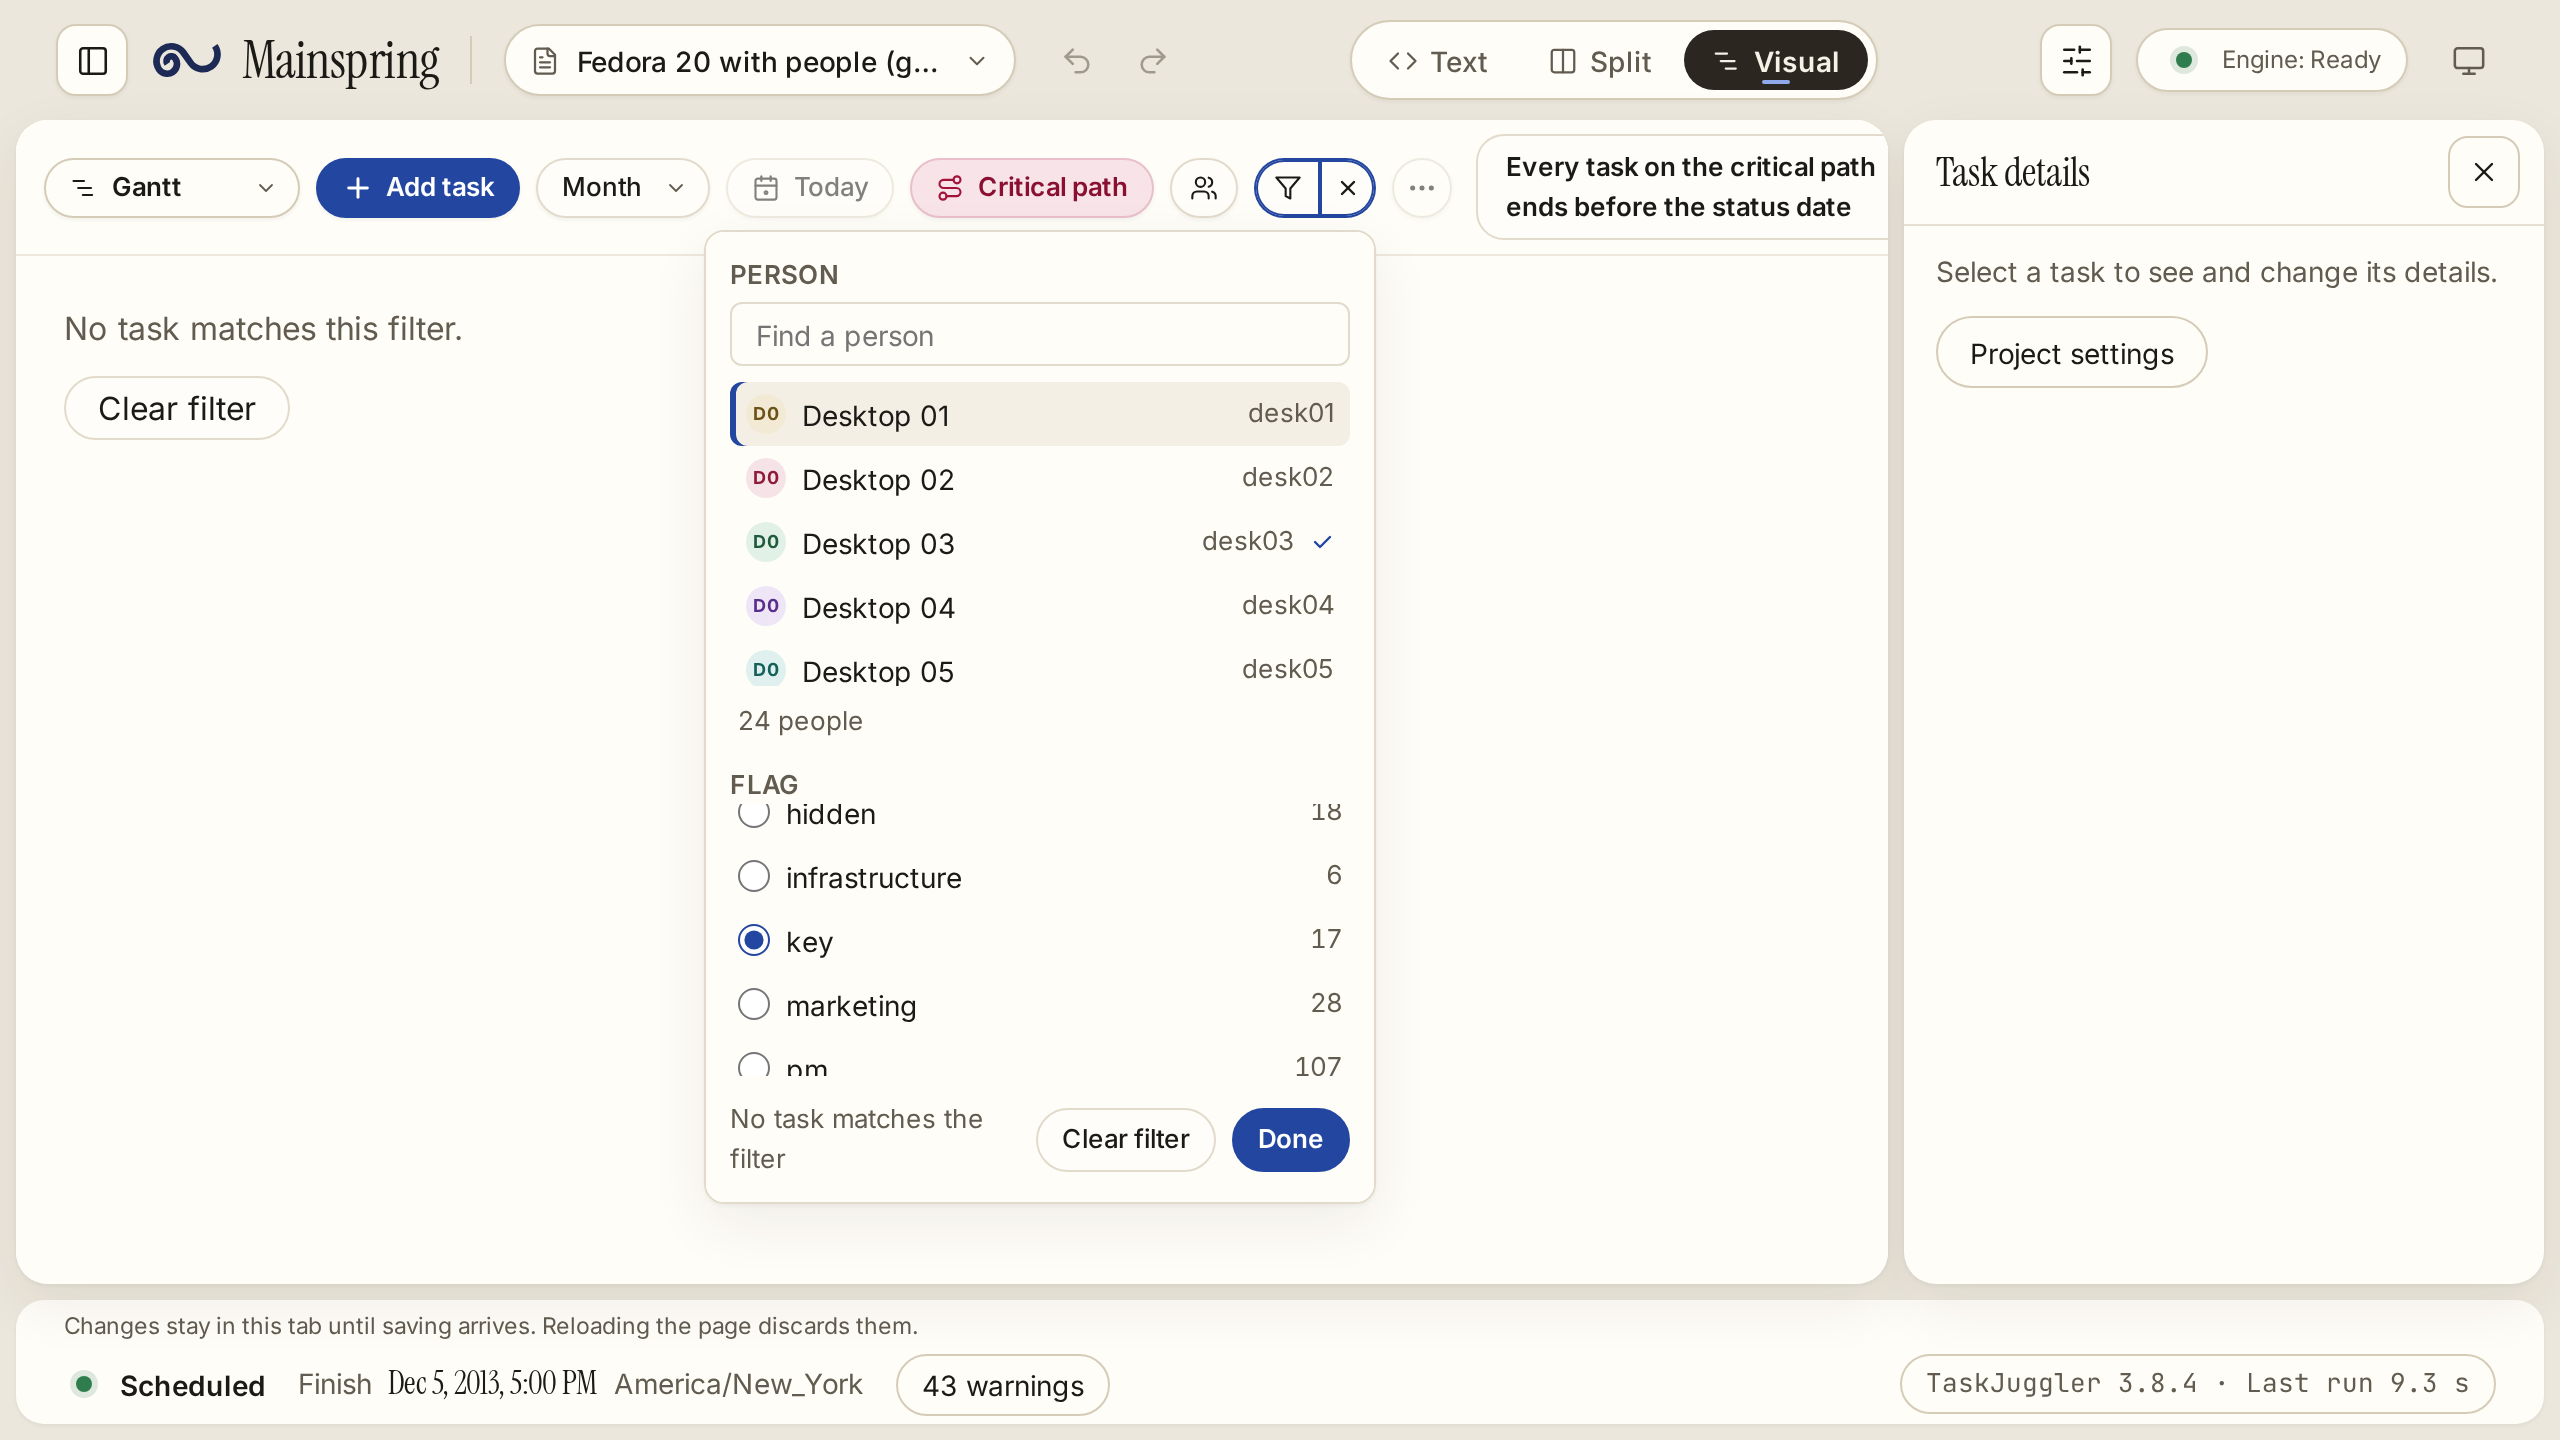 Mainspring
Fedora 20 with people (g...
Text
Split
Visual
Engine: Ready
Gantt
Add task
Month
Today
Critical path
Every task on the critical path
ends before the status date
Task details
Select a task to see and change its details.
Project settings
No task matches this filter.
Clear filter
PERSON
Find a person
D0 Desktop 01 desk01
D0 Desktop 02 desk02
D0 Desktop 03 desk03
D0 Desktop 04 desk04
D0 Desktop 05 desk05
24 people
FLAG
hidden 18
infrastructure 6
key 17
marketing 28
pm 107
No task matches the
filter
Clear filter
Done
Changes stay in this tab until saving arrives. Reloading the page discards them.
Scheduled Finish Dec 5, 2013, 5:00 PM America/New_York 43 warnings
TaskJuggler 3.8.4 · Last run 9.3 s